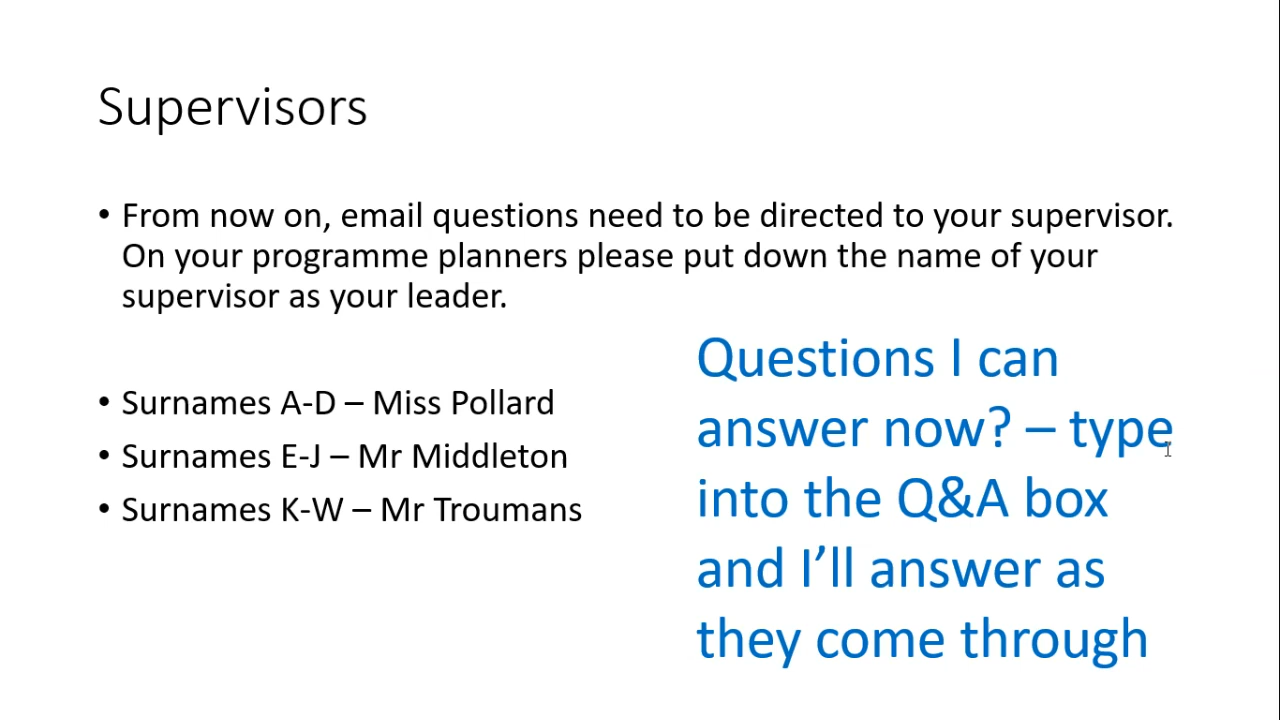 Supervisors
• From now on, email questions need to be directed to your supervisor.
On your programme planners please put down the name of your
supervisor as your leader.
• Surnames A-D – Miss Pollard
• Surnames E-J – Mr Middleton
• Surnames K-W – Mr Troumans
Questions I can
answer now? – type
into the Q&A box
and I’ll answer as
they come through